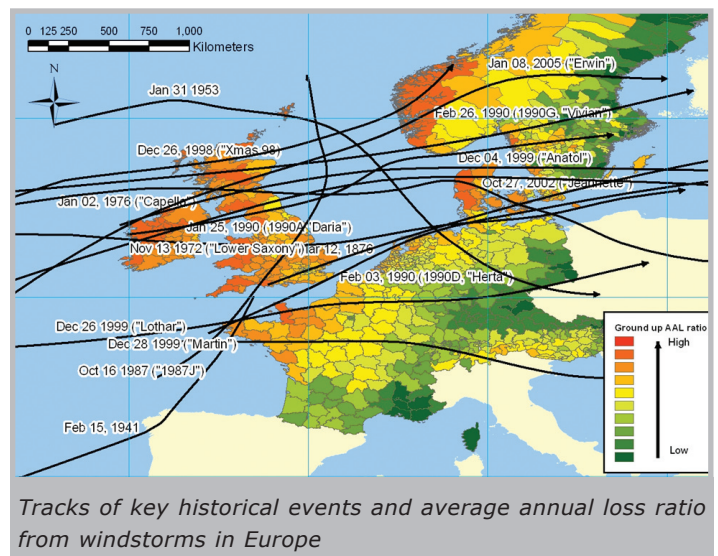 0 125 250 500 750 1,000
Kilometers
N
Jan 31 1953
Jan 08, 2005 ("Erwin")
Feb 26, 1990 (1990G, "Vivian")
Dec 26, 1998 ("Xmas 98)
Dec 04, 1999 ("Anatol")
Oct 27, 2002 ("Jeannette")
Jan 02, 1976 ("Capella")
Jan 25, 1990 (1990A "Daria")
Nov 13 1972 ("Lower Saxony") ar 12, 1876
Feb 03, 1990 (1990D, "Herta")
Dec 26 1999 ("Lothar")
Dec 28 1999 ("Martin")
Oct 16 1987 ("1987J")
Feb 15, 1941
Ground up AAL ratio
High
Low
Tracks of key historical events and average annual loss ratio
from windstorms in Europe